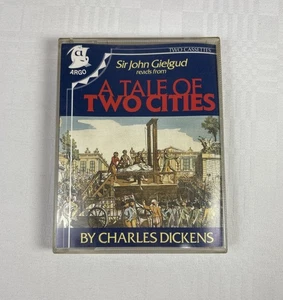 TWO CASSETTES
ARGO
Sir John Gielgud
reads from
A TALE OF
TWO CITIES
BY CHARLES DICKENS